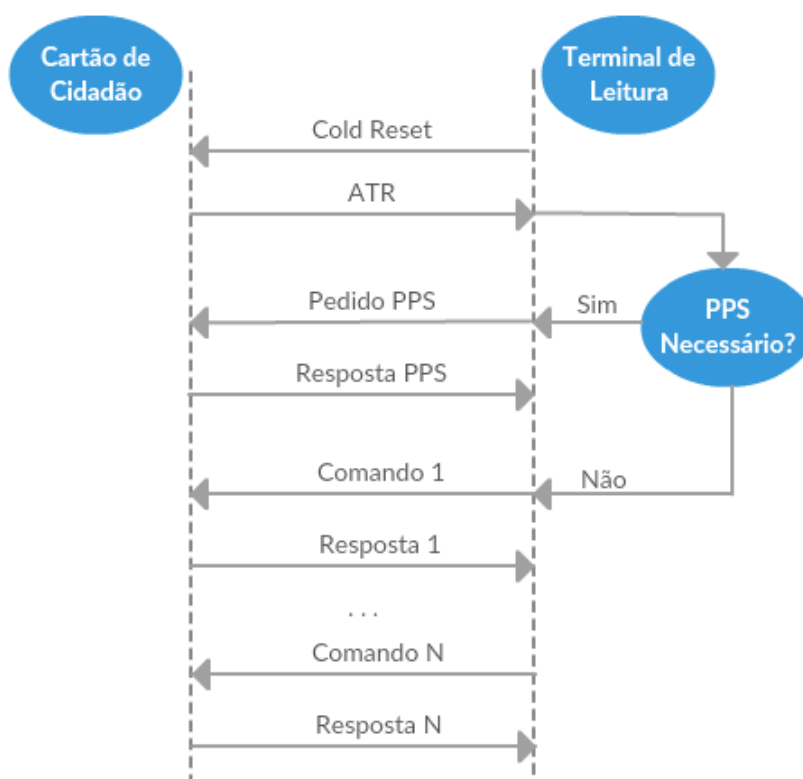 Cartão de
Cidadão
Terminal de
Leitura
Cold Reset
ATR
Pedido PPS
Sim
PPS
Necessário?
Resposta PPS
Comando 1
Não
Resposta 1
. . .
Comando N
Resposta N